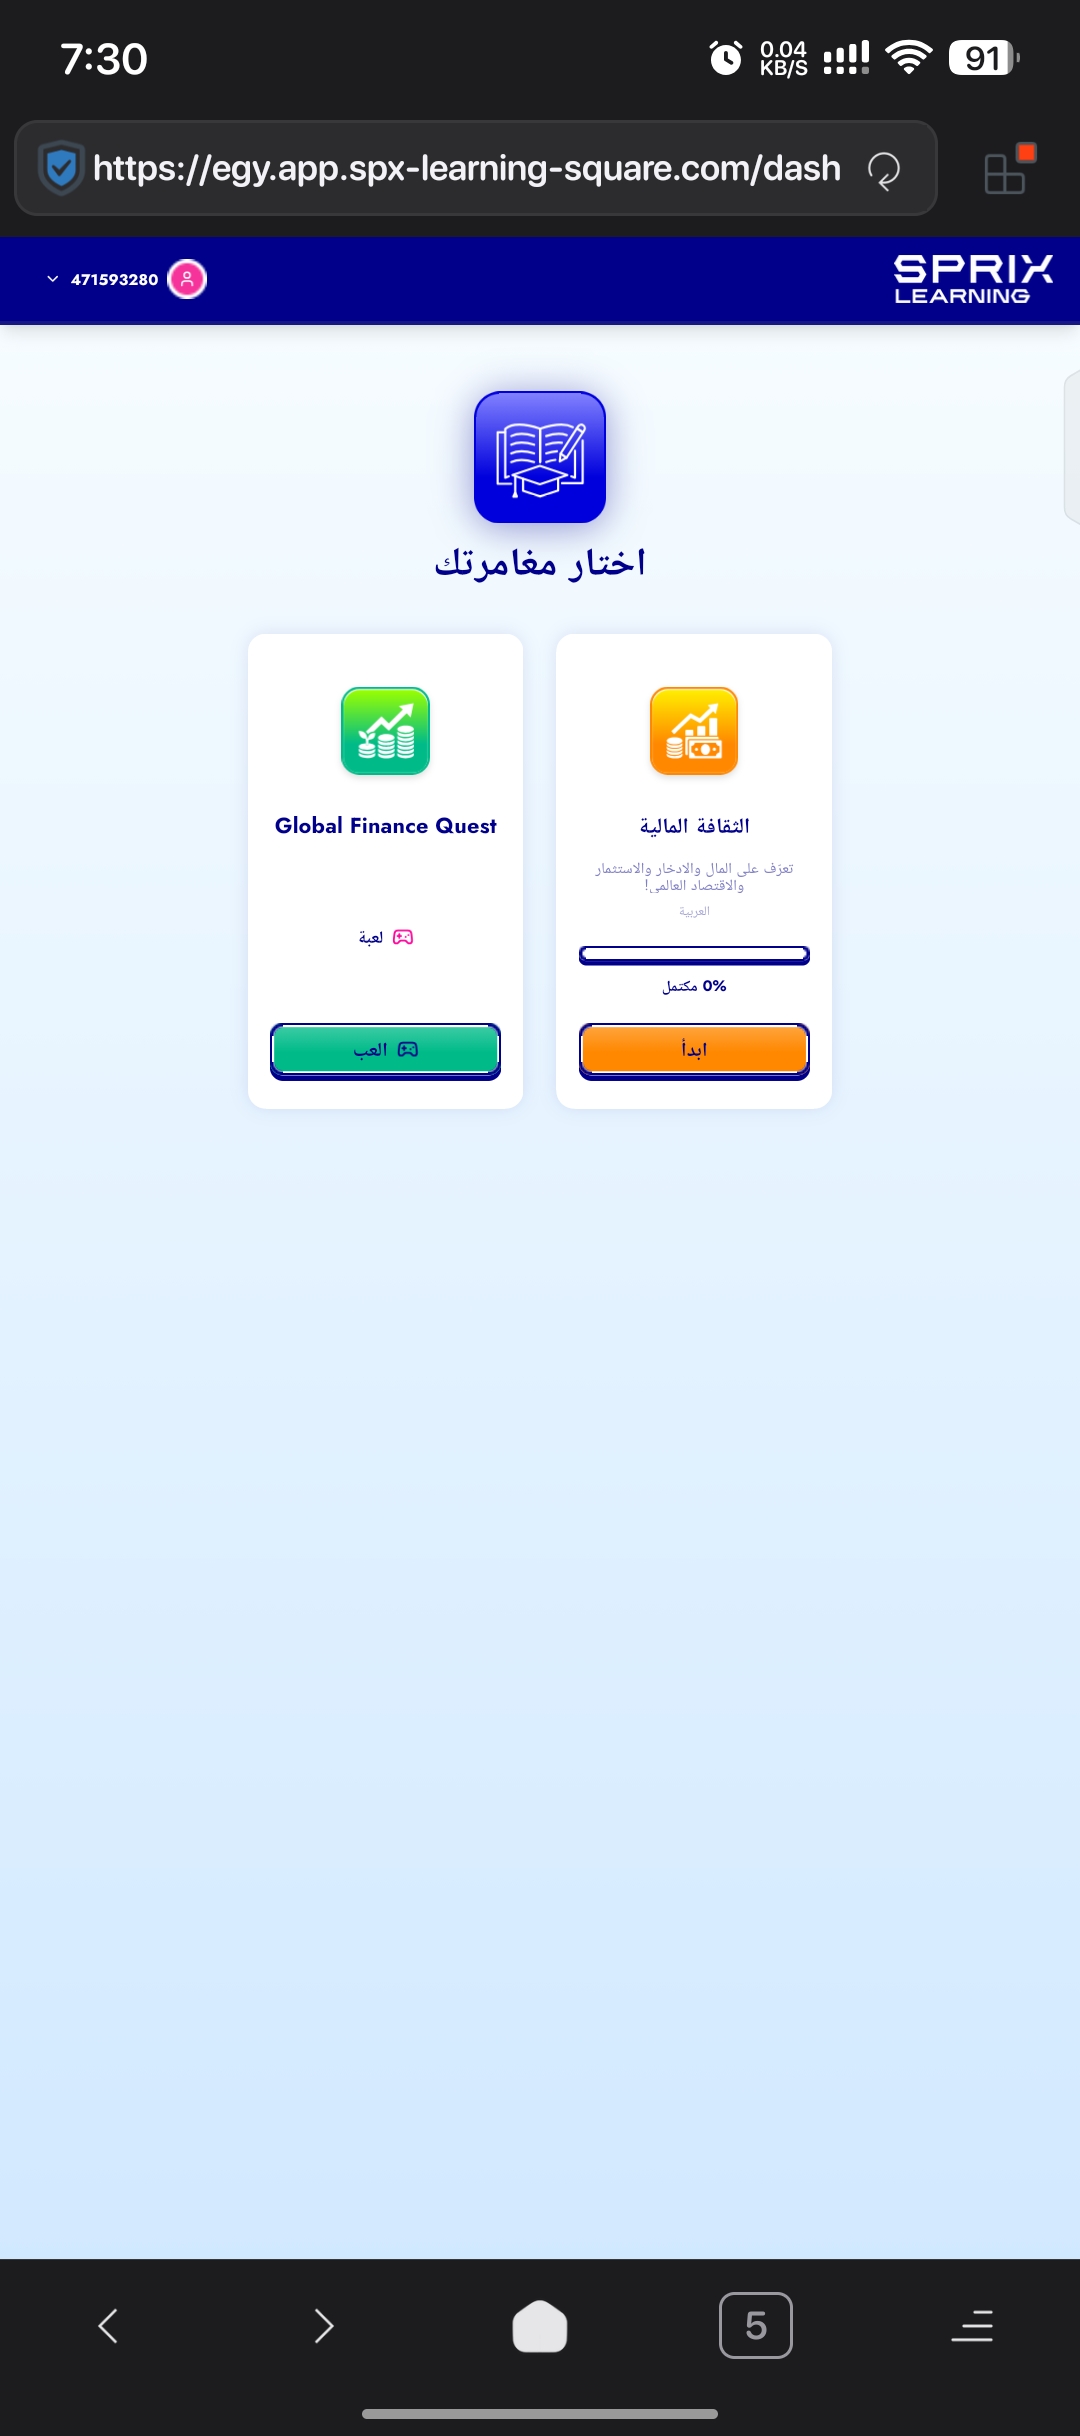 7:30
0.04
KB/S
91
https://egy.app.spx-learning-square.com/dash
471593280
SPRIX
LEARNING
اختار مغامرتك
الثقافة المالية
تعرّف على المال والادخار والاستثمار
والاقتصاد العالمي!
العربية
0% مكتمل
ابدأ
Global Finance Quest
لعبة
العب
5